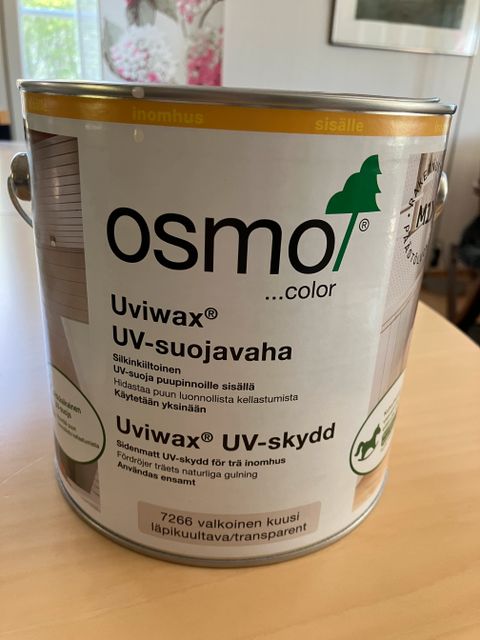 inomhus sisälle
osmo®
...color
M1
Uviwax®
UV-suojavaha
Silkinkiiltoinen
UV-suoja puupinnoille sisällä
Hidastaa puun luonnollista kellastumista
Käytetään yksinään
Uviwax® UV-skydd
Sidenmatt UV-skydd för trä inomhus
Fördröjer träets naturliga gulning
Användas ensamt
7266 valkoinen kuusi
läpikuultava/transparent